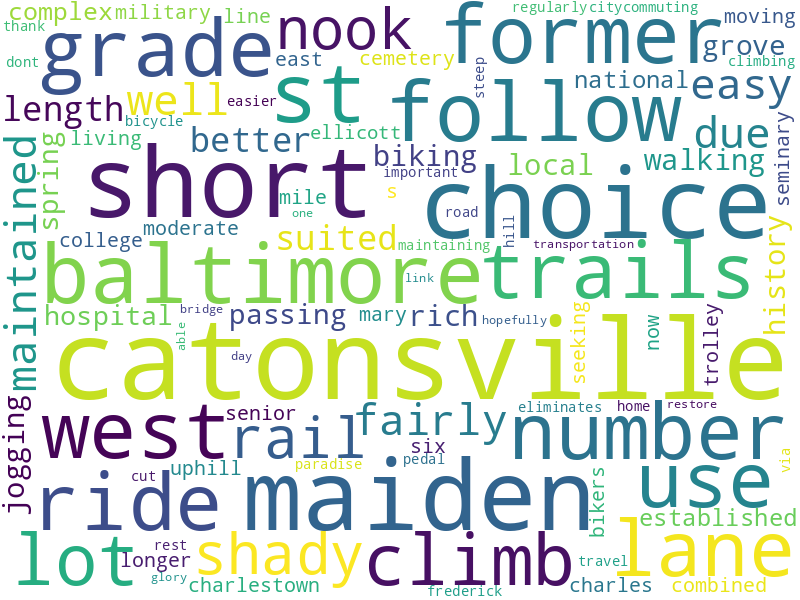 complex
military
line
regularlycitycommuting
moving
thank
grade
nook
former
grove
dont
east
cemetery
steep
climbing
length
well
easier
st
follow
national
easy
bicycle
living
better
ellicott
due
spring
short
biking
important
local
walking
seminary
maintained
mile
s
choice
road
one
college
moderate
suited
maintaining
hill
transportation
baltimore
trails
link
history
hospital
bridge
passing
mary
rich
hopefully
seeking
now
trolley
able
day
catonsville
jogging
west
senior
rail
fairly
eliminates
home
restore
number
six
uphill
paradise
pedal
cut
via
ride
maiden
bikers
use
established
lot
rest
longer
shady
climb
travel
lane
glory
charlestown
frederick
charles
combined